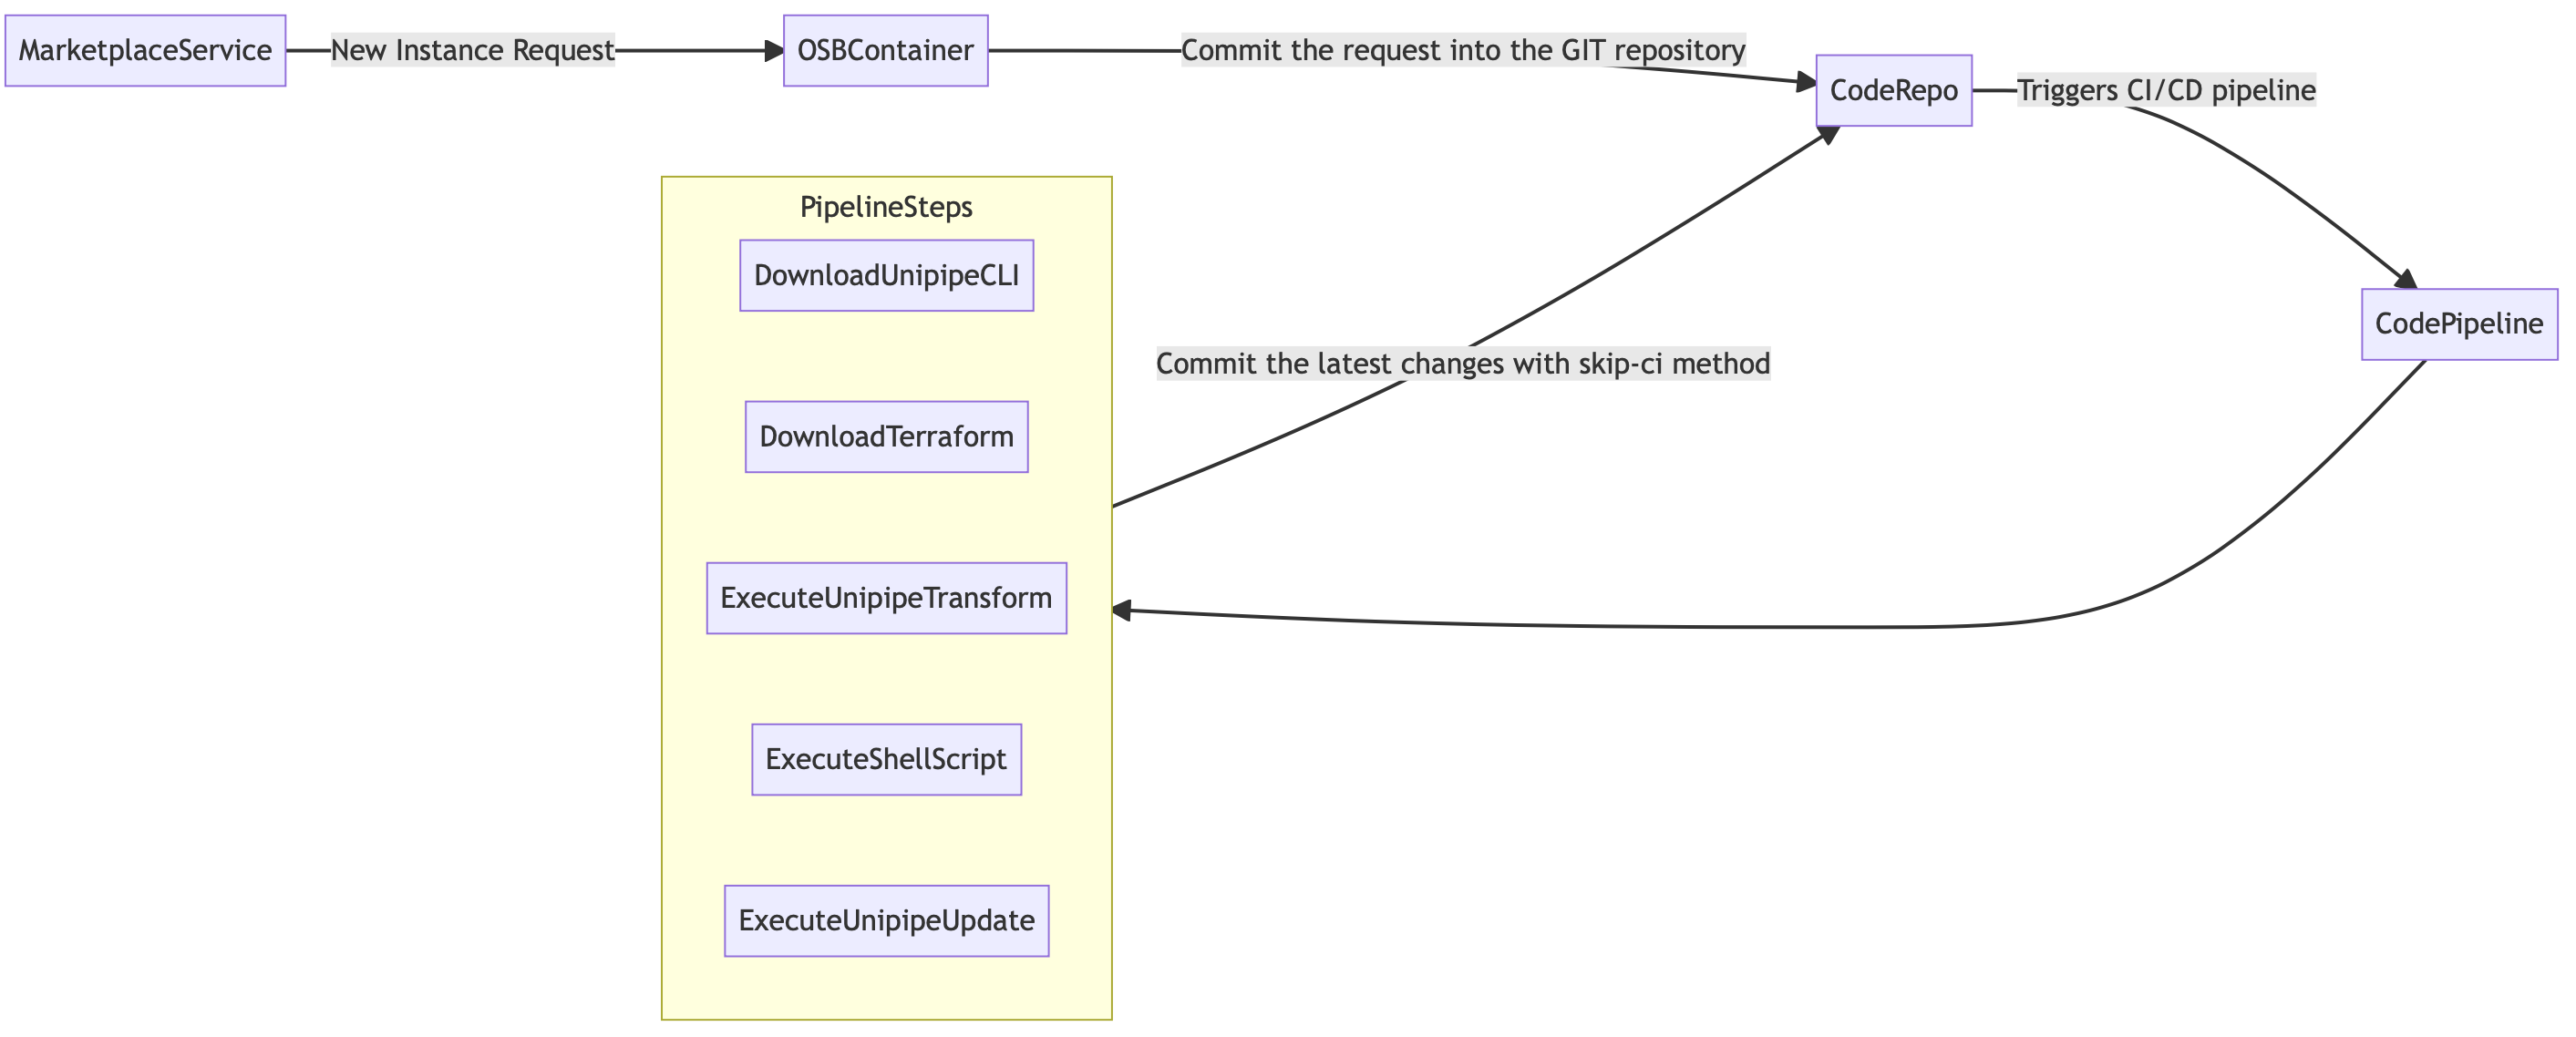 MarketplaceService
New Instance Request
OSBContainer
Commit the request into the GIT repository
CodeRepo
Triggers CI/CD pipeline
CodePipeline
PipelineSteps
DownloadUnipipeCLI
DownloadTerraform
ExecuteUnipipeTransform
ExecuteShellScript
ExecuteUnipipeUpdate
Commit the latest changes with skip-ci method